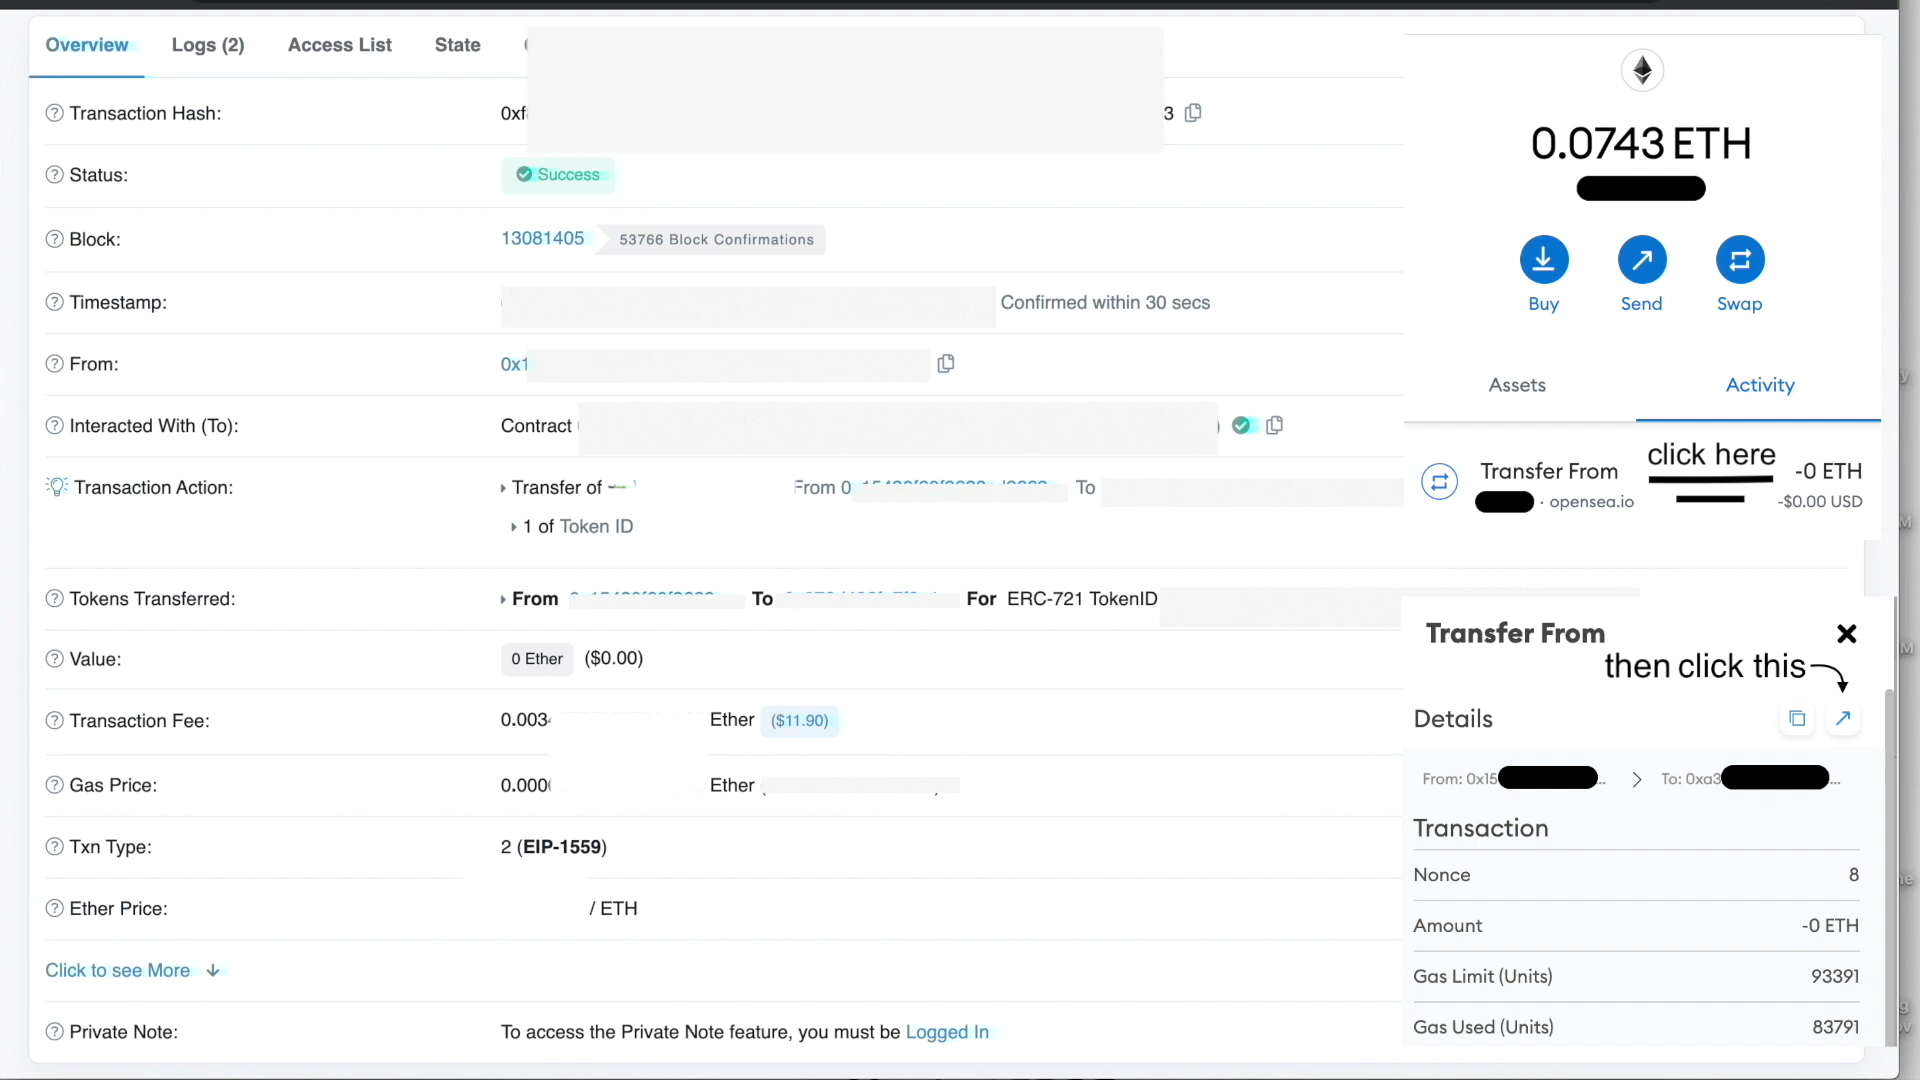 Overview Logs (2) Access List State
Transaction Hash: 0xf 3
Status: Success
Block: 13081405 53766 Block Confirmations
Timestamp: Confirmed within 30 secs
From: 0x1
Interacted With (To): Contract
Transaction Action: Transfer of From 0 To
1 of Token ID
Tokens Transferred: From To For ERC-721 TokenID
Value: 0 Ether ($0.00)
Transaction Fee: 0.003 Ether ($11.90)
Gas Price: 0.000 Ether
Txn Type: 2 (EIP-1559)
Ether Price: / ETH
Click to see More
Private Note: To access the Private Note feature, you must be Logged In
0.0743 ETH
Buy Send Swap
Assets Activity
click here
Transfer From -0 ETH
· opensea.io -$0.00 USD
Transfer From
then click this
Details
From: 0x15 ... To: 0xa3 ...
Transaction
Nonce 8
Amount -0 ETH
Gas Limit (Units) 93391
Gas Used (Units) 83791